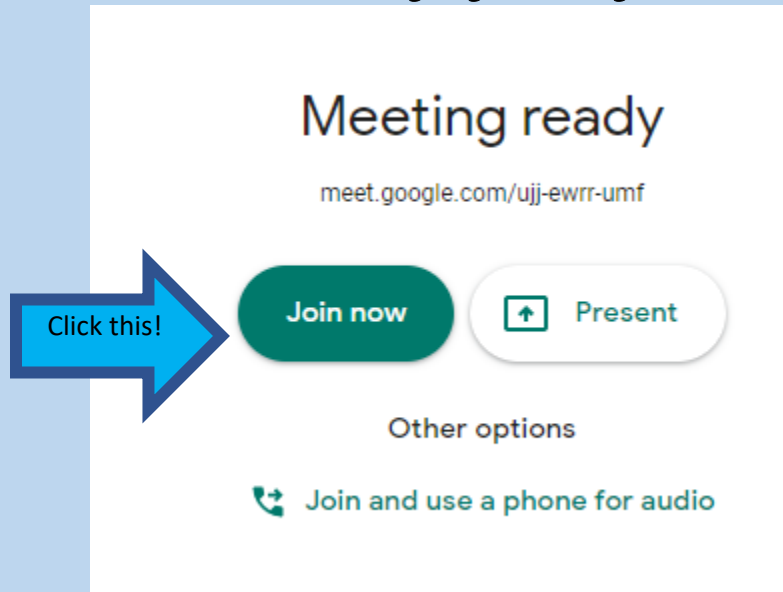 Meeting ready
meet.google.com/ujj-ewrr-umf
Click this!
Join now
Present
Other options
Join and use a phone for audio